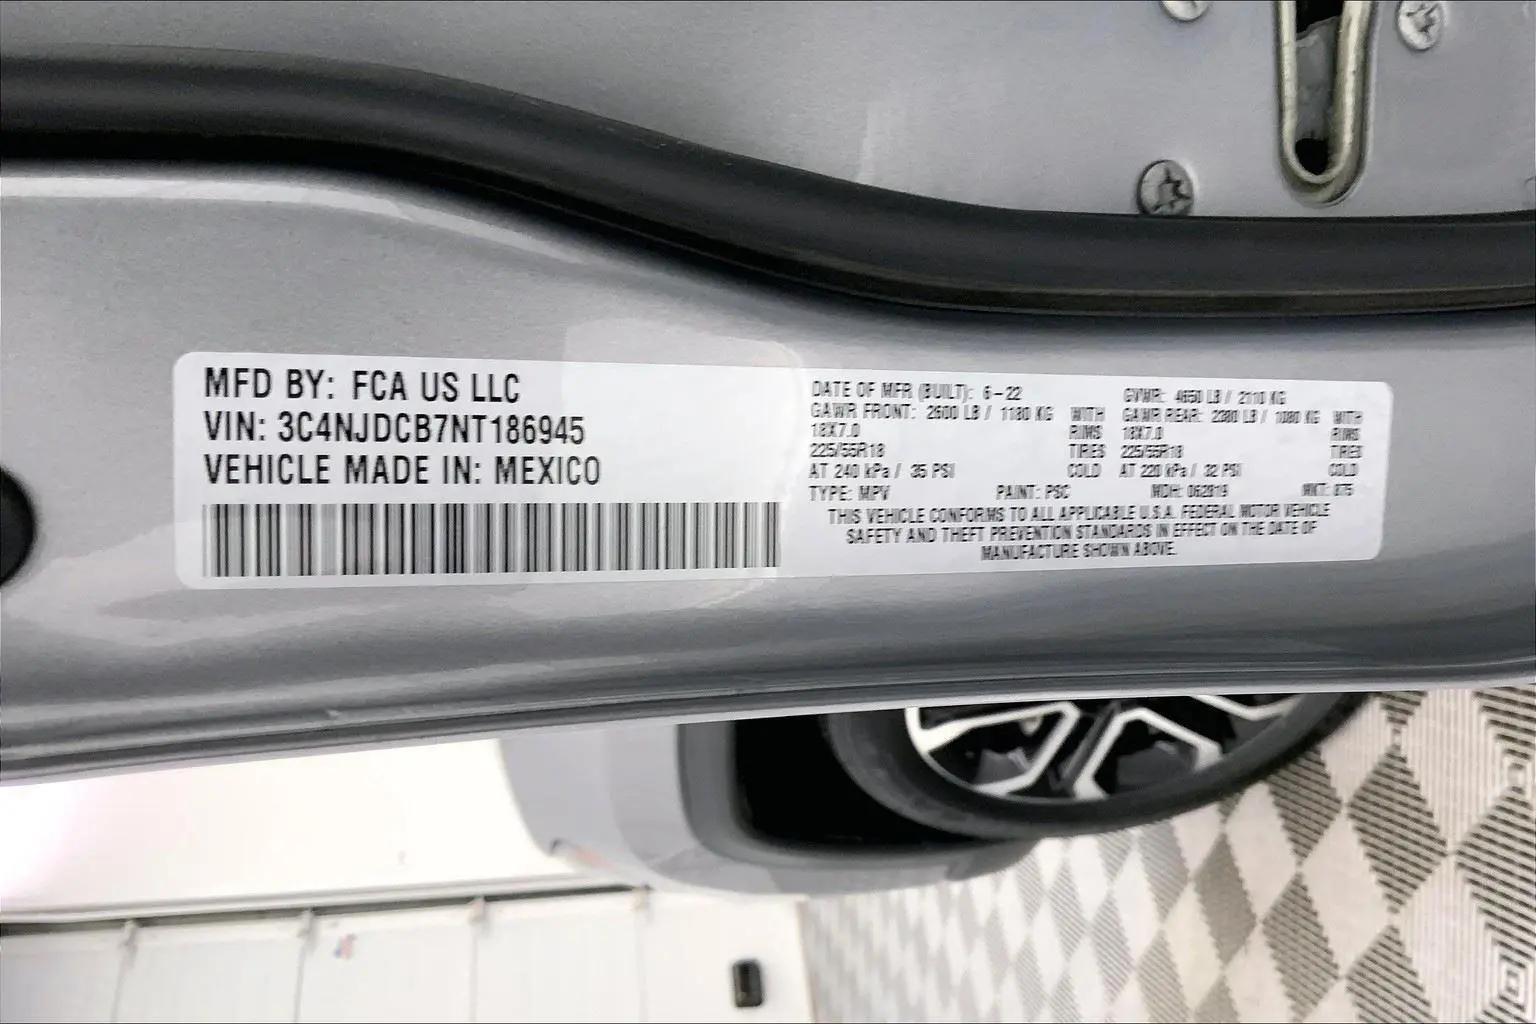 MFD BY: FCA US LLC
VIN: 3C4NJDCB7NT186945
VEHICLE MADE IN: MEXICO
DATE OF MFR (BUILT): 6-22 GVWR: 4650 LB / 2110 KG
GAWR FRONT: 2600 LB / 1180 KG WITH GAWR REAR: 2380 LB / 1080 KG WITH
18X7.0 RIMS 18X7.0 RIMS
225/55R18 TIRES 225/55R18 TIRES
AT 240 kPa / 35 PSI COLD AT 220 kPa / 32 PSI COLD
TYPE: MPV PAINT: PSC MDH: 062819 MKT: 875
THIS VEHICLE CONFORMS TO ALL APPLICABLE U.S.A. FEDERAL MOTOR VEHICLE
SAFETY AND THEFT PREVENTION STANDARDS IN EFFECT ON THE DATE OF
MANUFACTURE SHOWN ABOVE.